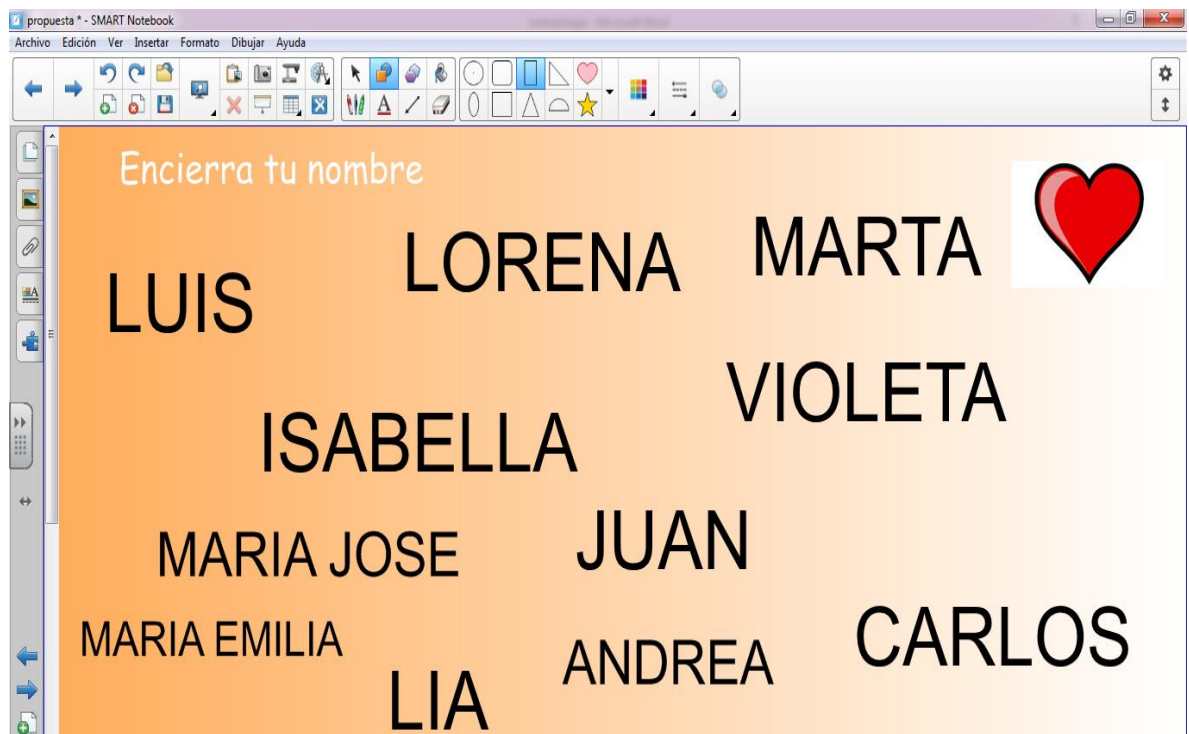 propuesta * - SMART Notebook
Archivo Edición Ver Insertar Formato Dibujar Ayuda
Encierra tu nombre
LUIS
LORENA
MARTA
VIOLETA
ISABELLA
JUAN
MARIA JOSE
CARLOS
MARIA EMILIA
ANDREA
LIA